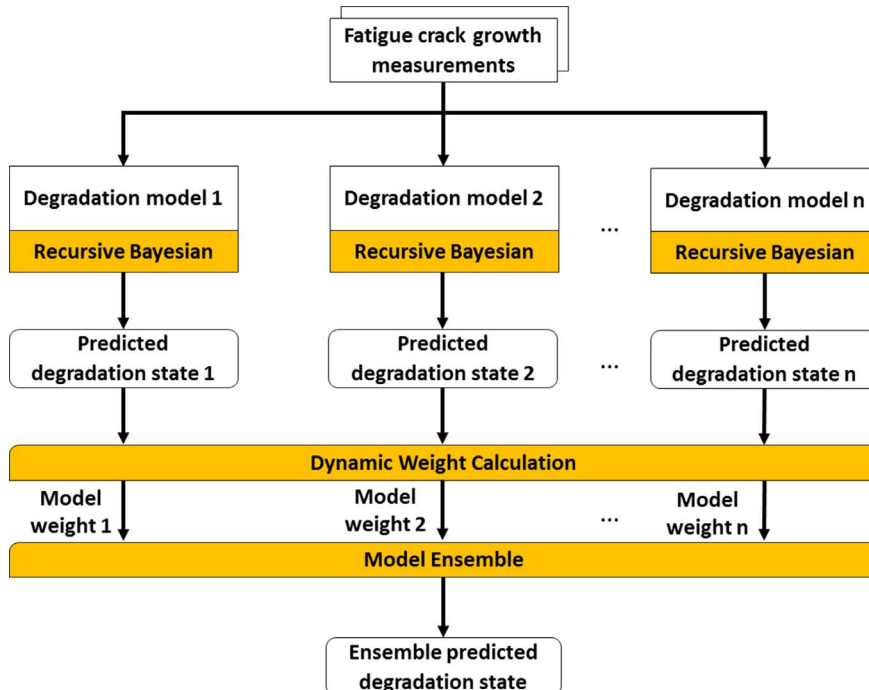 Fatigue crack growth
measurements
Degradation model 1
Degradation model 2
Degradation model n
...
Recursive Bayesian
Recursive Bayesian
Recursive Bayesian
Predicted
degradation state 1
Predicted
degradation state 2
...
Predicted
degradation state n
Dynamic Weight Calculation
Model
weight 1
Model
weight 2
...
Model
weight n
Model Ensemble
Ensemble predicted
degradation state